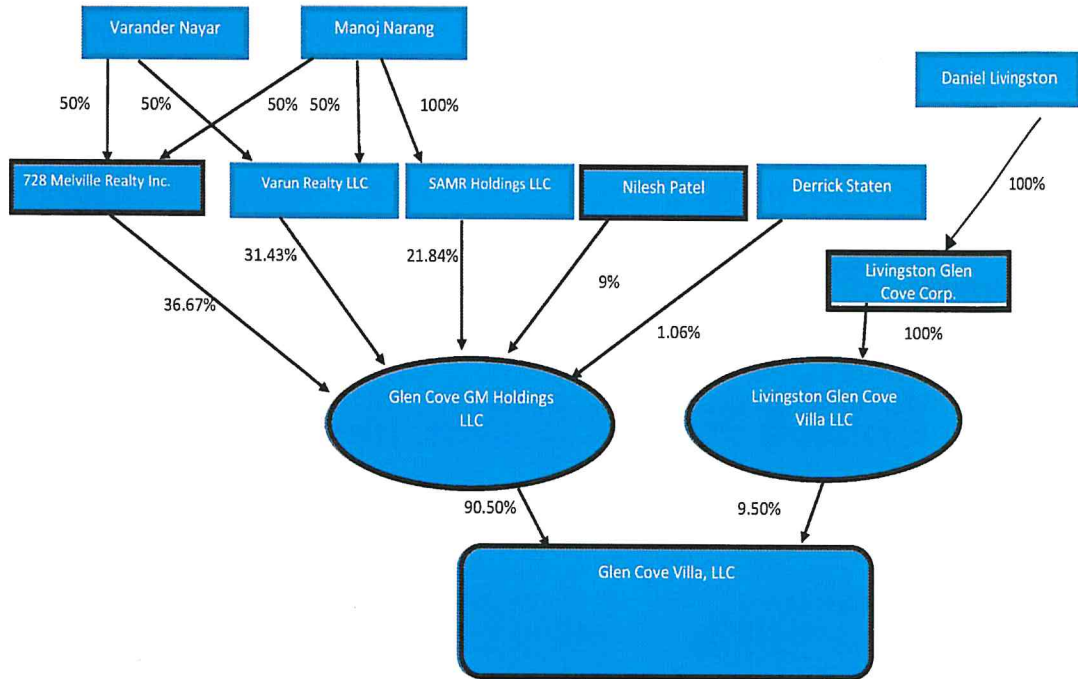 Varander Nayar
Manoj Narang
Daniel Livingston
50%
50%
50%
50%
100%
100%
728 Melville Realty Inc.
Varun Realty LLC
SAMR Holdings LLC
Nilesh Patel
Derrick Staten
Livingston Glen
Cove Corp.
36.67%
31.43%
21.84%
9%
1.06%
100%
Glen Cove GM Holdings
LLC
Livingston Glen Cove
Villa LLC
90.50%
9.50%
Glen Cove Villa, LLC